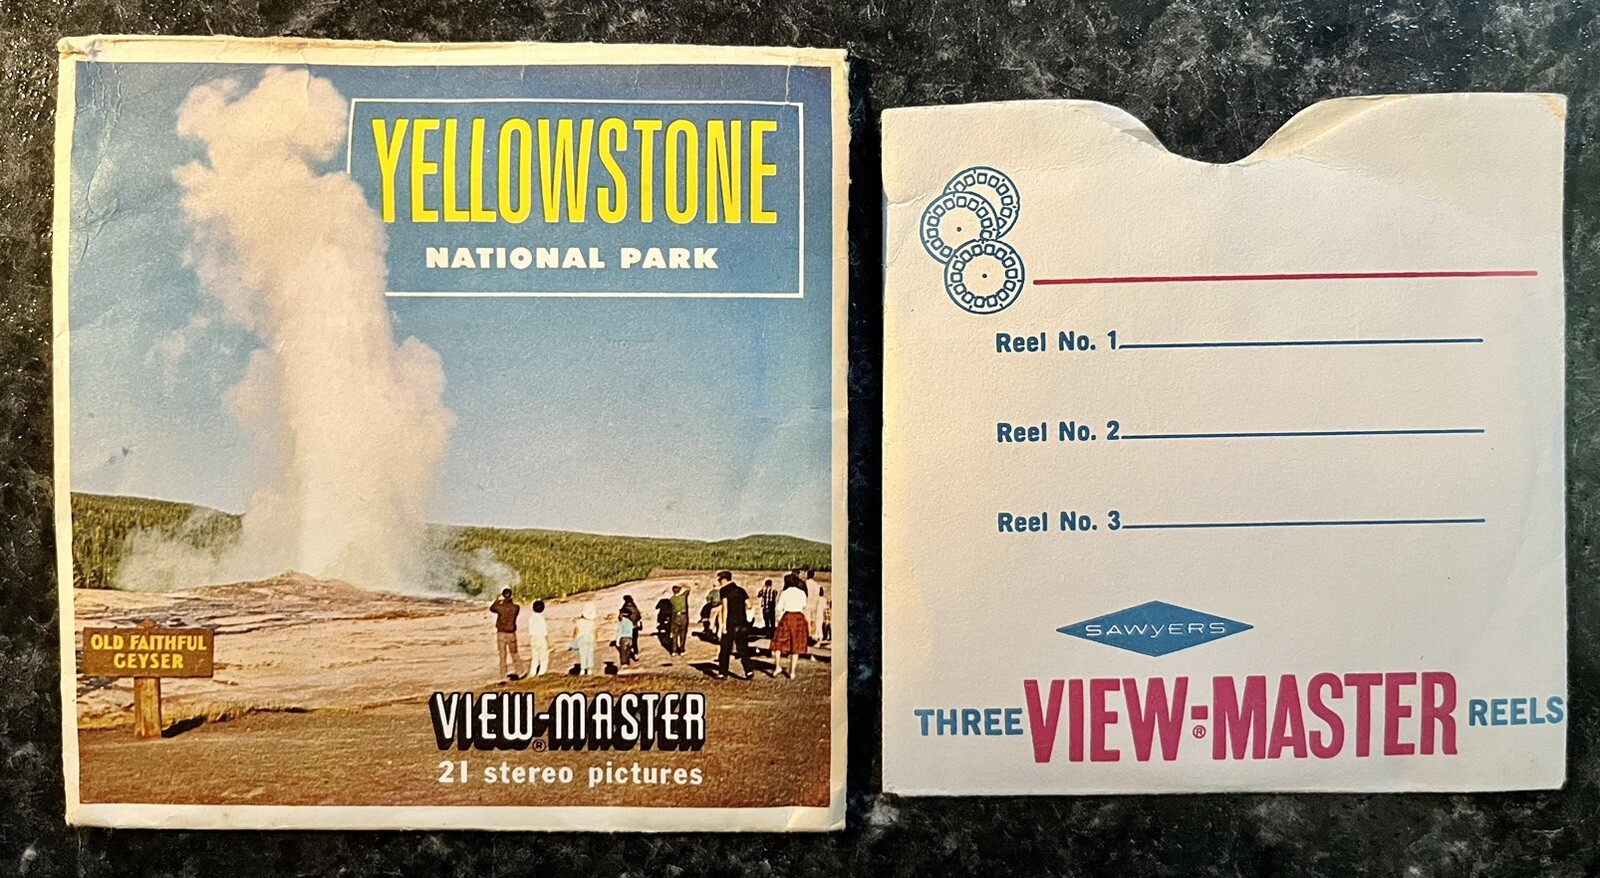 YELLOWSTONE
NATIONAL PARK
OLD FAITHFUL
GEYSER
VIEW-MASTER
®
21 stereo pictures
Reel No. 1
Reel No. 2
Reel No. 3
SAWYERS
THREE VIEW-MASTER® REELS